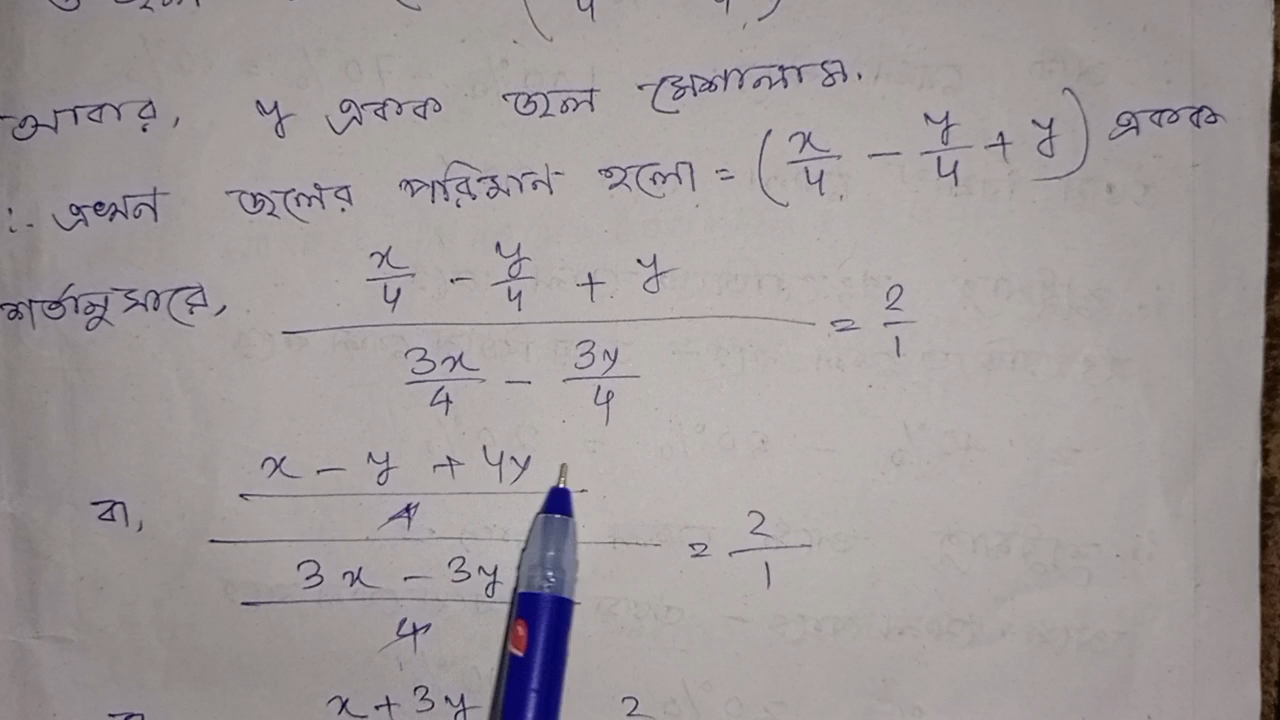 আবার, y একক জল মেশালাম.
∴ এখন জলের পরিমান হলো = (x/4 - y/4 + y) একক
শর্তানুসারে, (x/4 - y/4 + y) / (3x/4 - 3y/4) = 2/1
বা, ((x - y + 4y)/4) / ((3x - 3y)/4) = 2/1
x + 3y 2